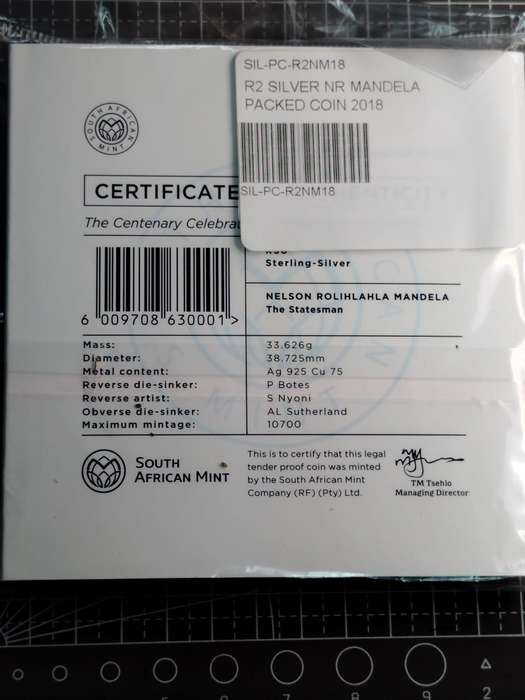 SIL-PC-R2NM18
R2 SILVER NR MANDELA
PACKED COIN 2018
SIL-PC-R2NM18
SOUTH AFRICAN MINT
CERTIFICATE
The Centenary
Sterling-Silver
6 009708 630001 >
NELSON ROLIHLAHLA MANDELA
The Statesman
Mass: 33.626g
Diameter: 38.725mm
Metal content: Ag 925 Cu 75
Reverse die-sinker: P Botes
Reverse artist: S Nyoni
Obverse die-sinker: AL Sutherland
Maximum mintage: 10700
SOUTH
AFRICAN MINT
This is to certify that this legal
tender proof coin was minted
by the South African Mint
Company (RF) (Pty) Ltd.
TM Tsehlo
Managing Director
2